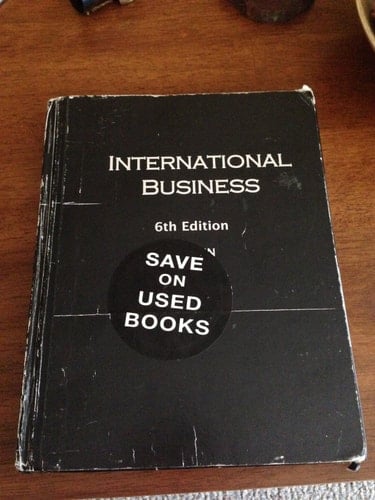 INTERNATIONAL
BUSINESS
6th Edition
SAVE
ON
USED
BOOKS